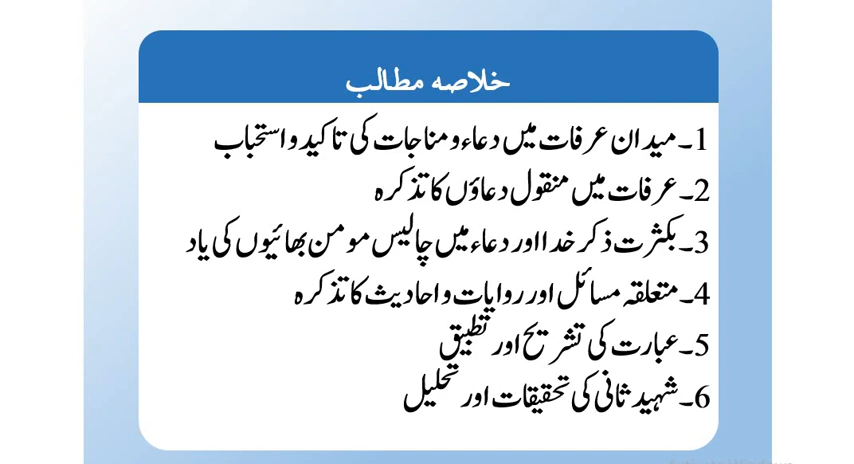 خلاصہ مطالب
1۔میدان عرفات میں دعاء و مناجات کی تاکید و استحباب
2۔عرفات میں منقول دعاؤں کا تذکرہ
3۔بکثرت ذکر خدا اور دعاء میں چالیس مومن بھائیوں کی یاد
4۔متعلقہ مسائل اور روایات و احادیث کا تذکرہ
5۔عبارت کی تشریح اور تطبیق
6۔شہید ثانی کی تحقیقات اور تحلیل